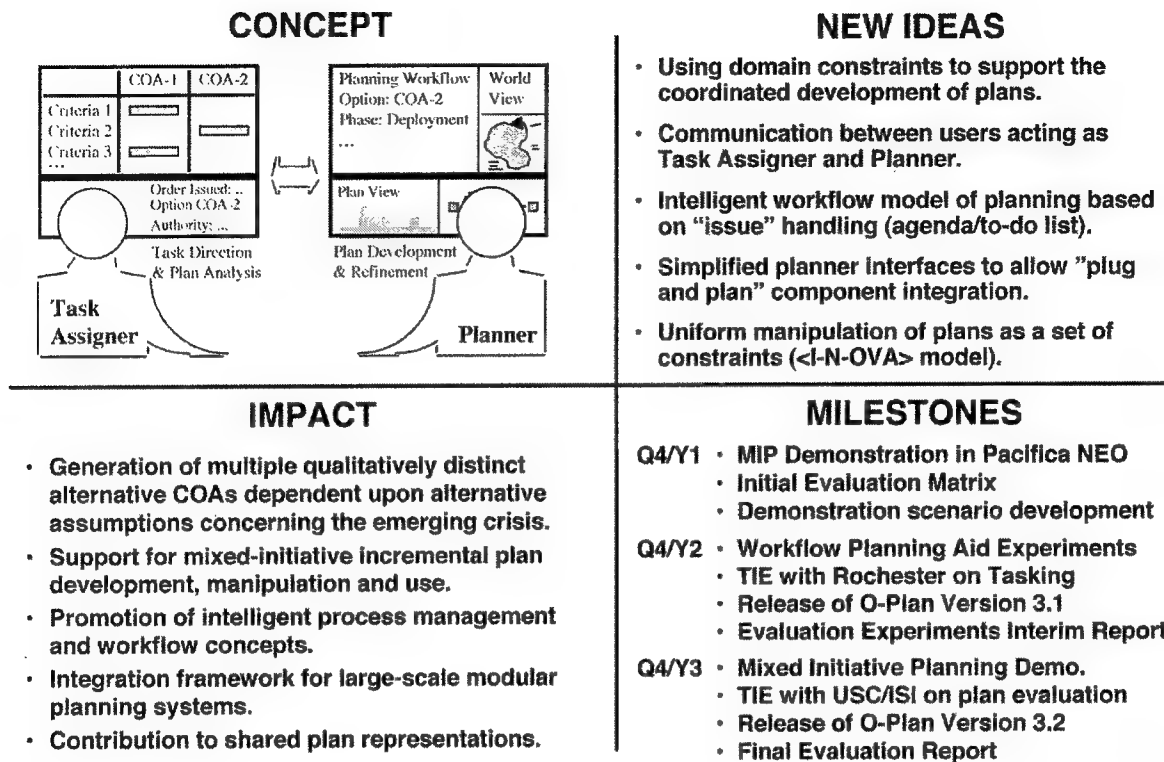 CONCEPT
COA-1 COA-2
Criteria 1
Criteria 2
Criteria 3
...
Order Issued: ..
Option COA-2
Authority: ...
Task Direction
& Plan Analysis
Task
Assigner
Planning Workflow
Option: COA-2
Phase: Deployment
...
World
View
Plan View
Plan Development
& Refinement
Planner
NEW IDEAS
• Using domain constraints to support the
coordinated development of plans.
• Communication between users acting as
Task Assigner and Planner.
• Intelligent workflow model of planning based
on “issue” handling (agenda/to-do list).
• Simplified planner interfaces to allow ”plug
and plan” component integration.
• Uniform manipulation of plans as a set of
constraints (<I-N-OVA> model).
IMPACT
• Generation of multiple qualitatively distinct
alternative COAs dependent upon alternative
assumptions concerning the emerging crisis.
• Support for mixed-initiative incremental plan
development, manipulation and use.
• Promotion of intelligent process management
and workflow concepts.
• Integration framework for large-scale modular
planning systems.
• Contribution to shared plan representations.
MILESTONES
Q4/Y1 • MIP Demonstration in Pacifica NEO
• Initial Evaluation Matrix
• Demonstration scenario development
Q4/Y2 • Workflow Planning Aid Experiments
• TIE with Rochester on Tasking
• Release of O-Plan Version 3.1
• Evaluation Experiments Interim Report
Q4/Y3 • Mixed Initiative Planning Demo.
• TIE with USC/ISI on plan evaluation
• Release of O-Plan Version 3.2
• Final Evaluation Report